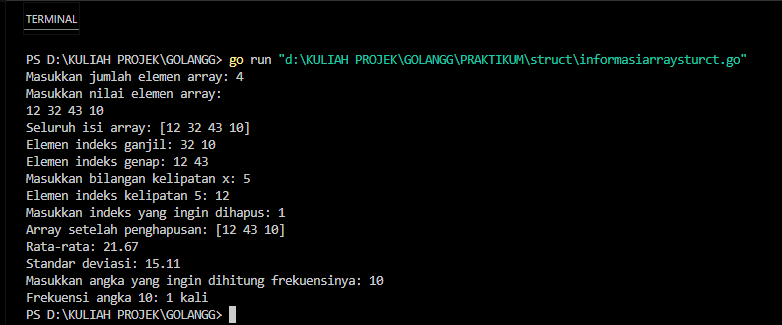 TERMINAL
PS D:\KULIAH PROJEK\GOLANGG> go run "d:\KULIAH PROJEK\GOLANGG\PRAKTIKUM\struct\informasiarraysturct.go"
Masukkan jumlah elemen array: 4
Masukkan nilai elemen array:
12 32 43 10
Seluruh isi array: [12 32 43 10]
Elemen indeks ganjil: 32 10
Elemen indeks genap: 12 43
Masukkan bilangan kelipatan x: 5
Elemen indeks kelipatan 5: 12
Masukkan indeks yang ingin dihapus: 1
Array setelah penghapusan: [12 43 10]
Rata-rata: 21.67
Standar deviasi: 15.11
Masukkan angka yang ingin dihitung frekuensinya: 10
Frekuensi angka 10: 1 kali
PS D:\KULIAH PROJEK\GOLANGG>